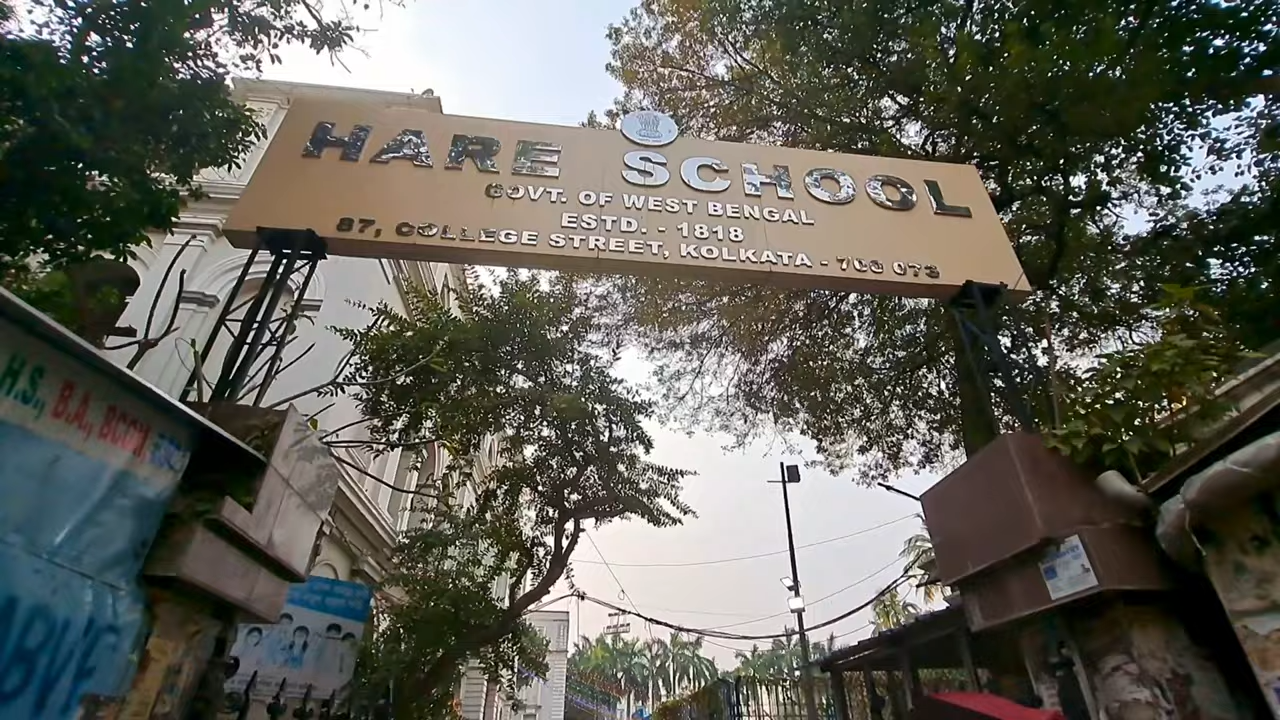 HARE SCHOOL
GOVT. OF WEST BENGAL
ESTD. - 1818
87, COLLEGE STREET, KOLKATA - 700 073
H.S., B.A., BCOM,